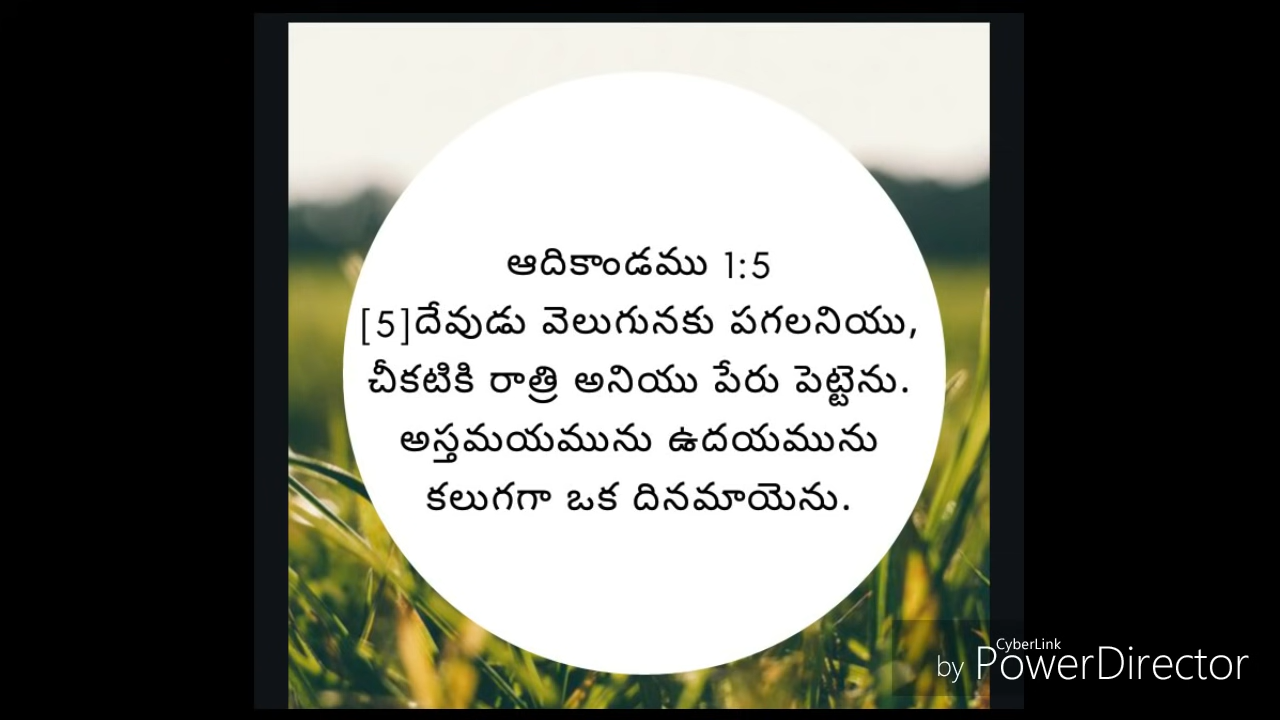 ఆదికాండము 1:5
[5]దేవుడు వెలుగునకు పగలనియు,
చీకటికి రాత్రి అనియు పేరు పెట్టెను.
అస్తమయమును ఉదయమును
కలుగగా ఒక దినమాయెను.
CyberLink
by PowerDirector